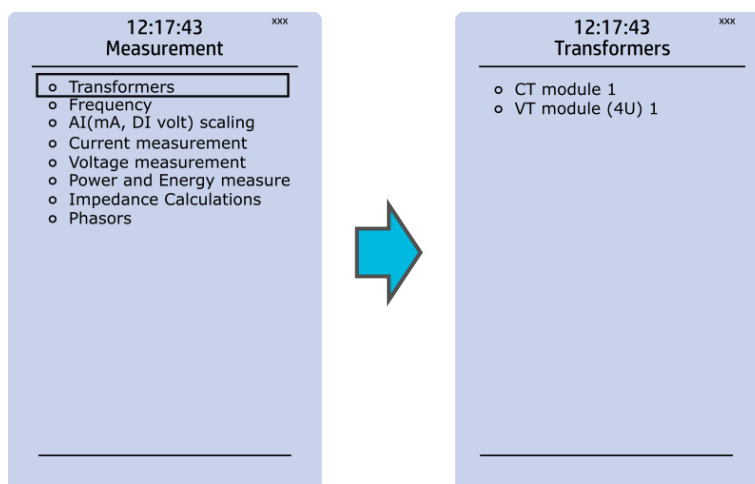 12:17:43
xxx
Measurement
Transformers
Frequency
AI(mA, DI volt) scaling
Current measurement
Voltage measurement
Power and Energy measure
Impedance Calculations
Phasors
12:17:43
xxx
Transformers
CT module 1
VT module (4U) 1